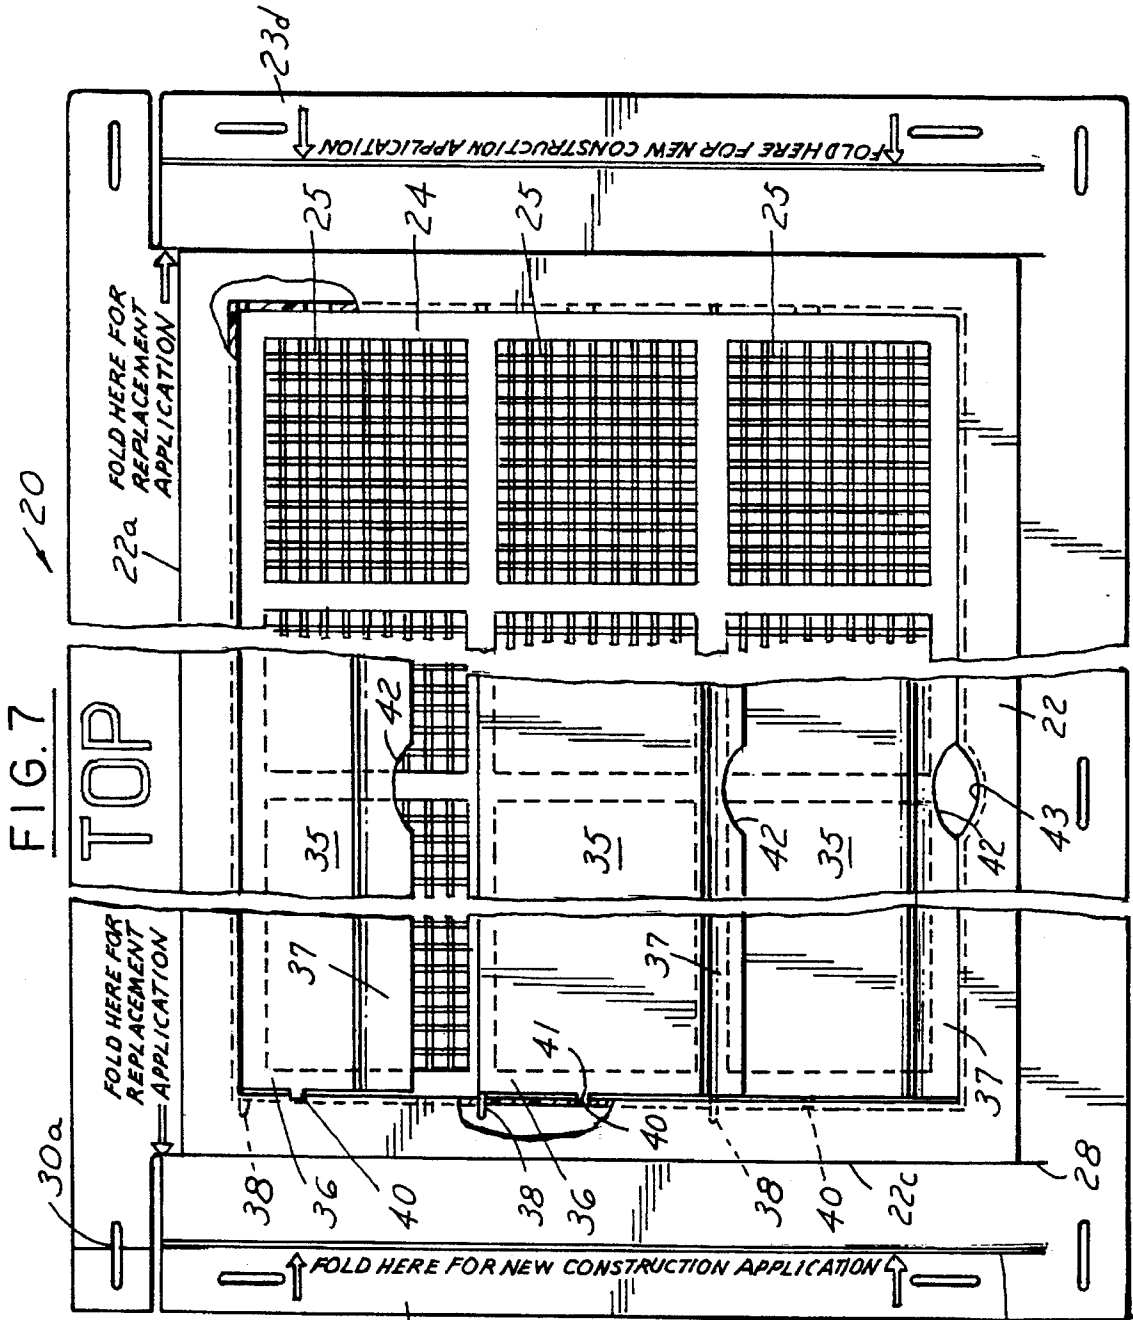 FIG. 7
TOP
20
30a
FOLD HERE FOR
REPLACEMENT
APPLICATION
22a
FOLD HERE FOR
REPLACEMENT
APPLICATION
23d
38
36
40
37
35
42
25
24
38
36
40
41
35
25
38
40
37
42
35
25
22c
28
37
42
43
22
FOLD HERE FOR NEW CONSTRUCTION APPLICATION
FOLD HERE FOR NEW CONSTRUCTION APPLICATION